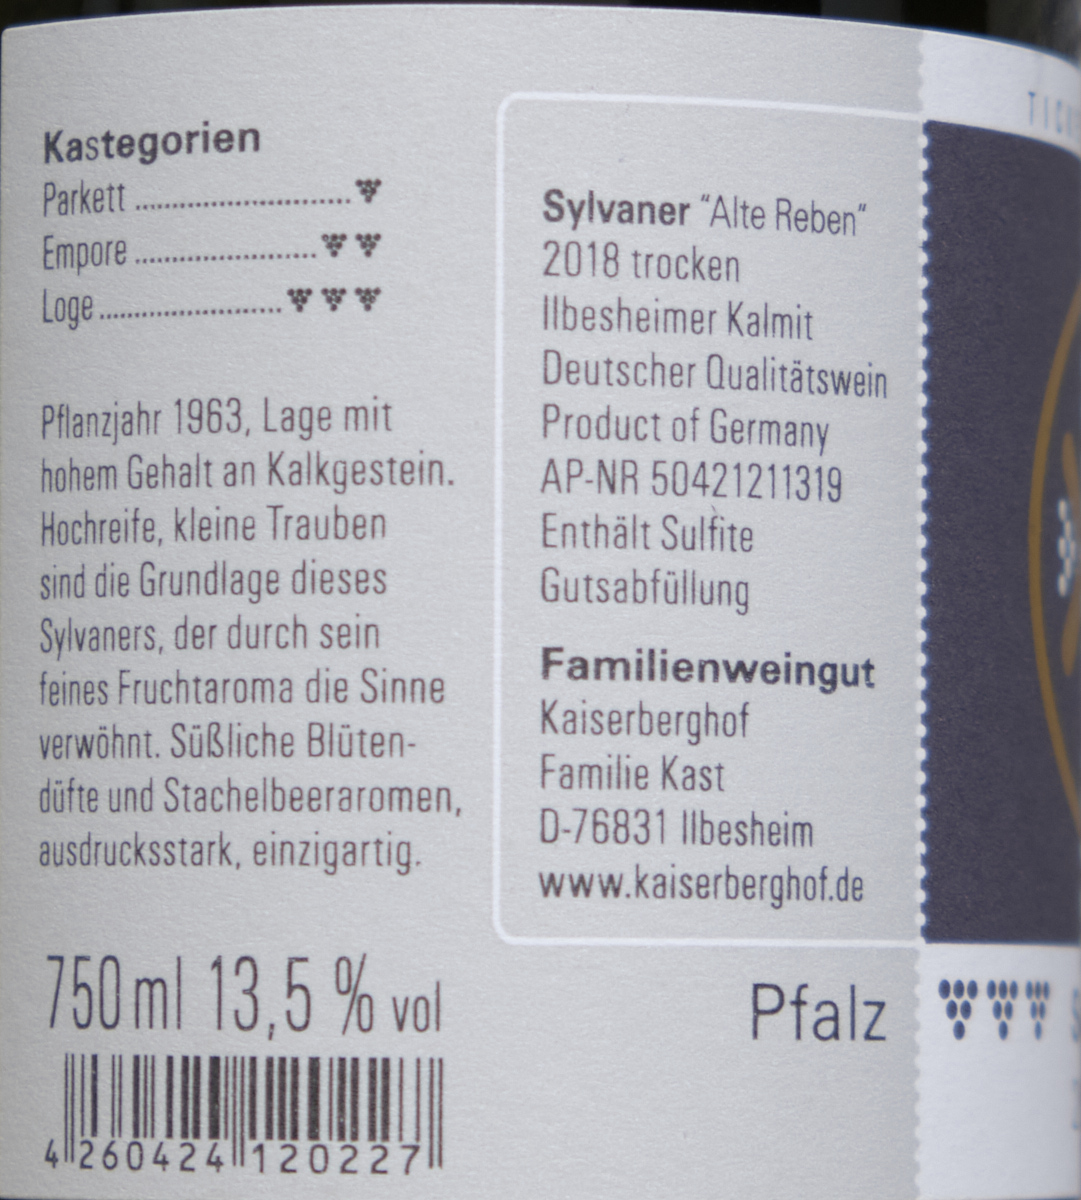 Kastegorien
Parkett
Empore
Loge
Pflanzjahr 1963, Lage mit
hohem Gehalt an Kalkgestein.
Hochreife, kleine Trauben
sind die Grundlage dieses
Sylvaners, der durch sein
feines Fruchtaroma die Sinne
verwöhnt. Süßliche Blüten-
düfte und Stachelbeeraromen,
ausdrucksstark, einzigartig.
750 ml 13,5 % vol
4 260424 120227
Sylvaner "Alte Reben"
2018 trocken
Ilbesheimer Kalmit
Deutscher Qualitätswein
Product of Germany
AP-NR 50421211319
Enthält Sulfite
Gutsabfüllung
Familienweingut
Kaiserberghof
Familie Kast
D-76831 Ilbesheim
www.kaiserberghof.de
Pfalz